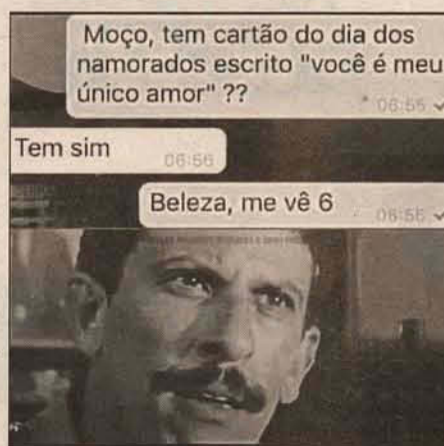 Moço, tem cartão do dia dos
namorados escrito "você é meu
único amor" ??
06:55
Tem sim
06:56
Beleza, me vê 6
06:56